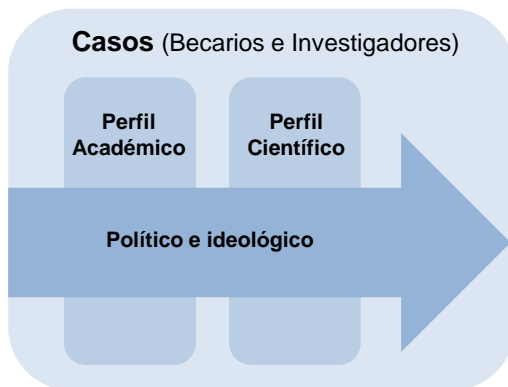 Casos (Becarios e Investigadores)
Perfil
Académico
Perfil
Científico
Político e ideológico